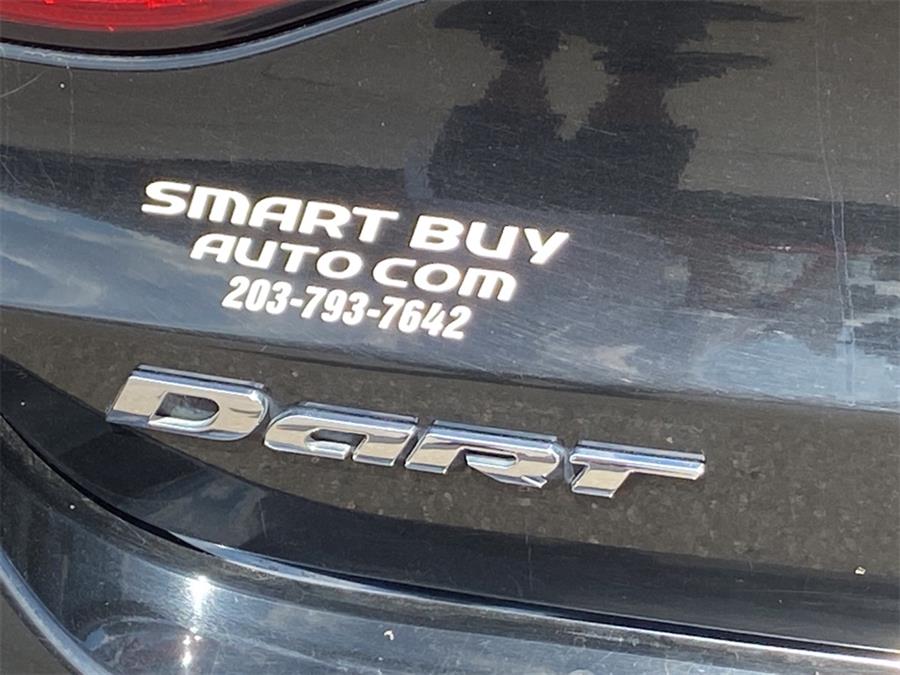 SMART BUY
AUTO COM
203-793-7642
DART